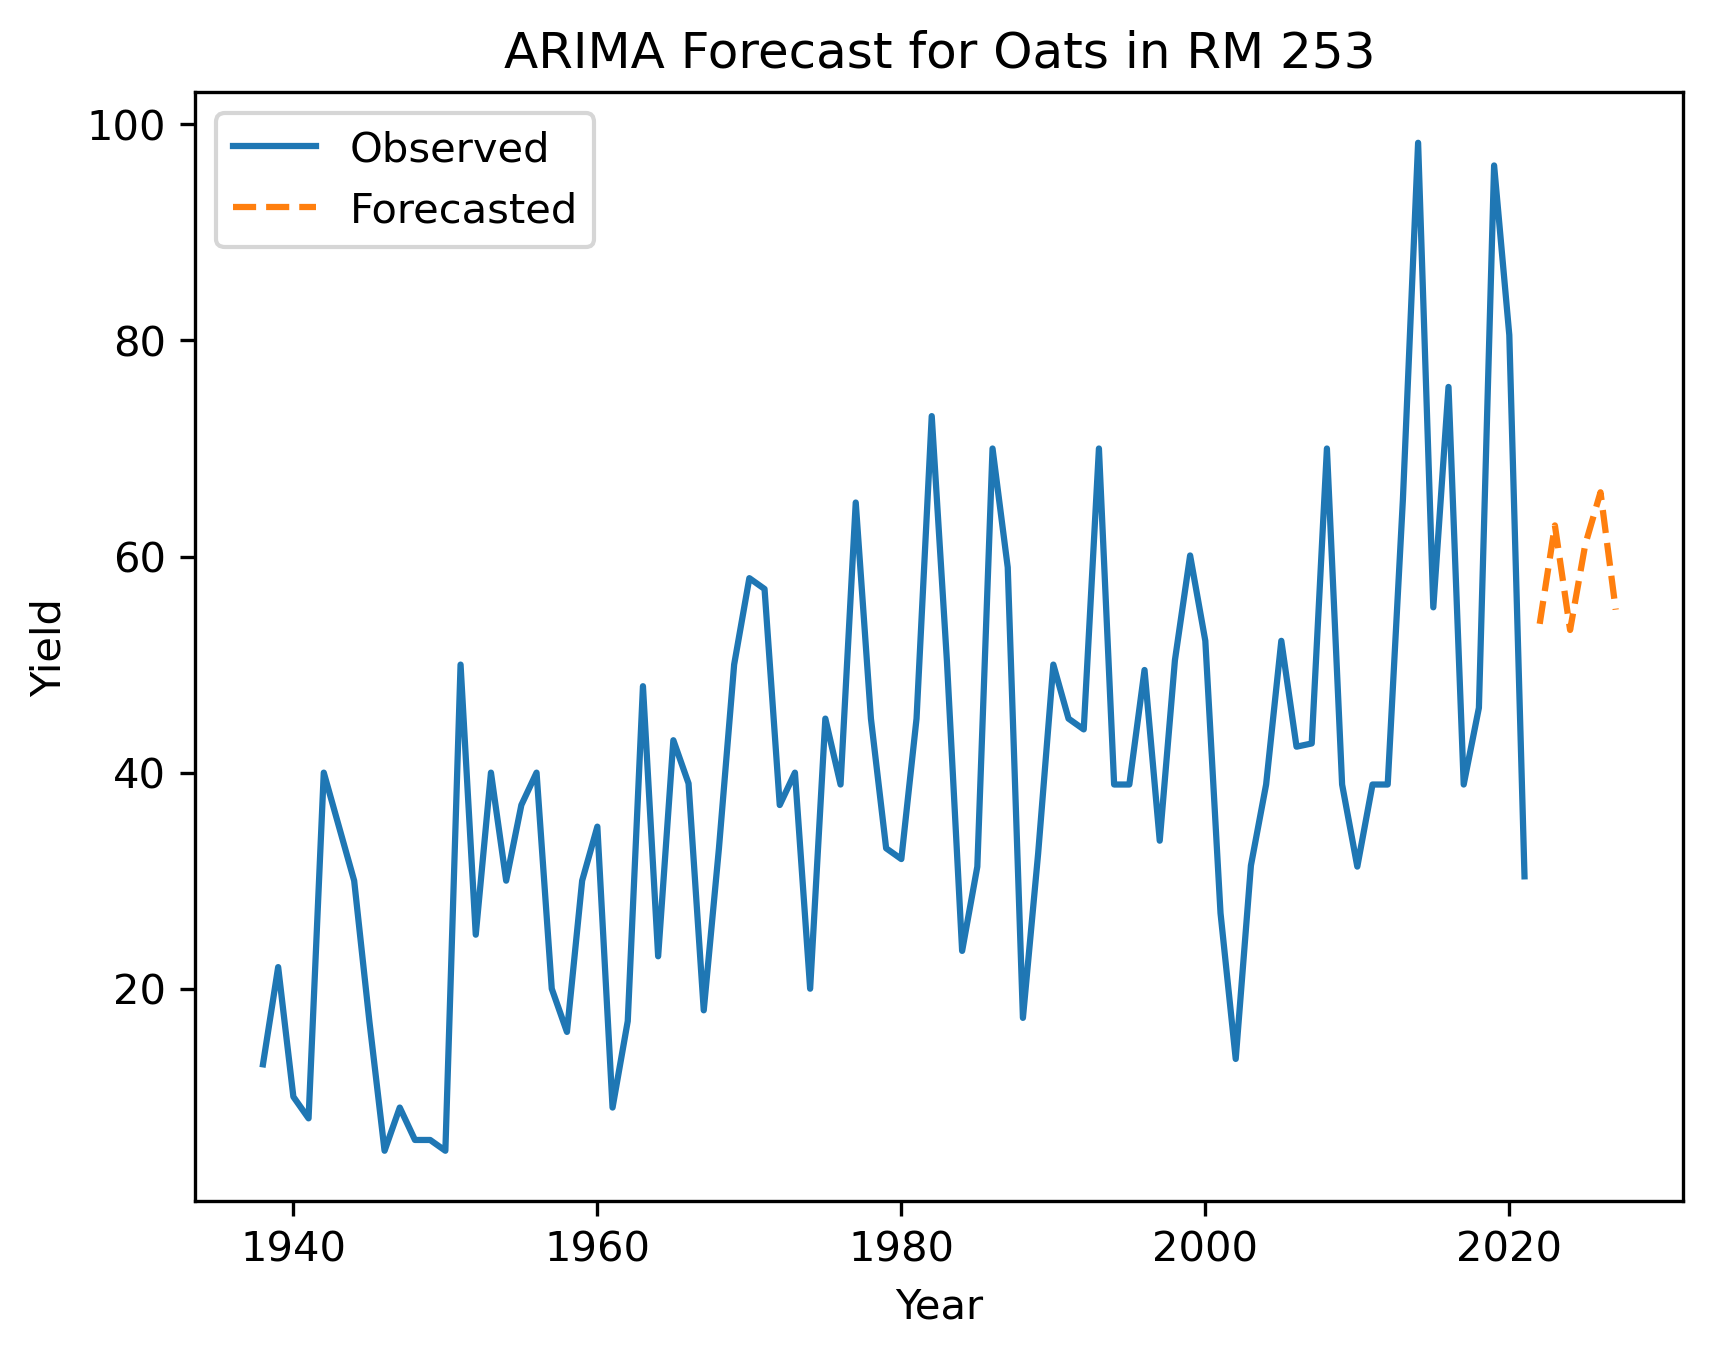 ARIMA Forecast for Oats in RM 253
Observed
Forecasted
100
80
60
40
20
Yield
1940 1960 1980 2000 2020
Year